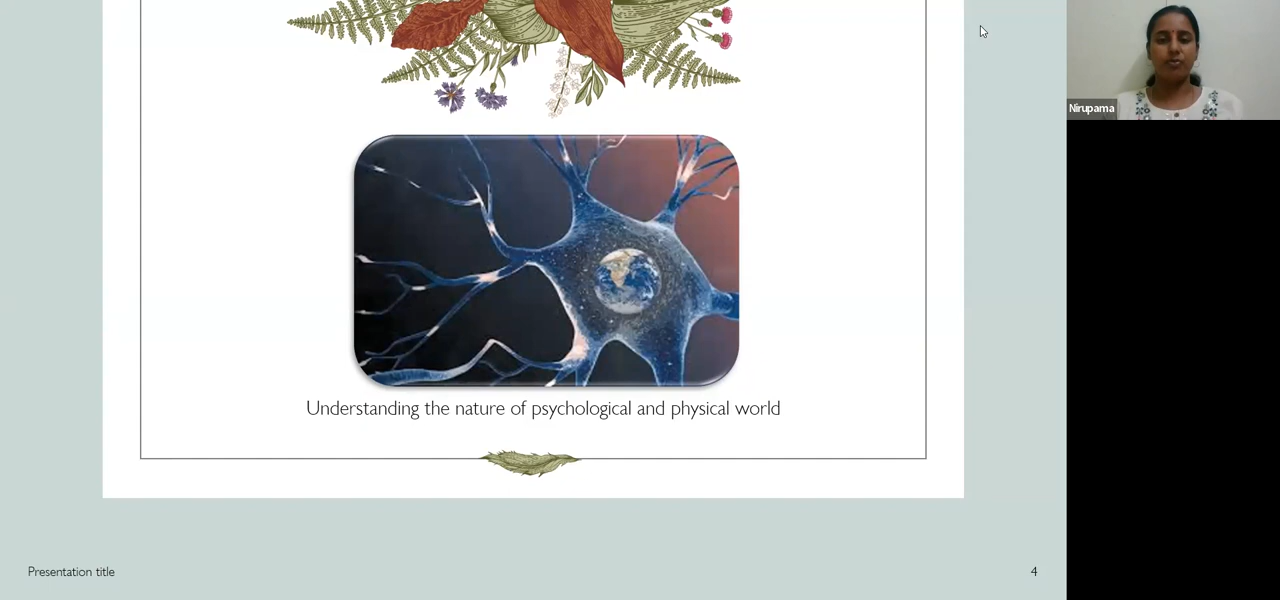 Nirupama
Understanding the nature of psychological and physical world
Presentation title
4